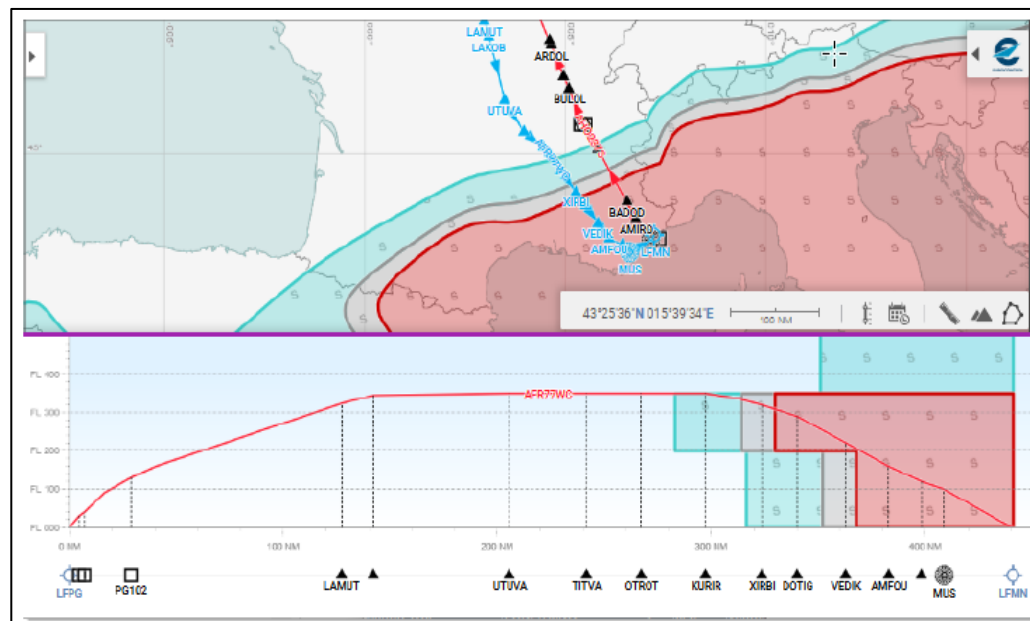 LAMUT
LAKOB
ARDOL
BULOL
UTUVA
AFR77WC
XIRBI
BADOD
VEDIK
AMIRO
AMFOU
LFMN
MUS
S
43°25'36"N 015°39'34"E
100 NM
FL 400
FL 300
FL 200
FL 100
FL 000
AFR77WC
0 NM
100 NM
200 NM
300 NM
400 NM
LFPG
PG102
LAMUT
UTUVA
TITVA
OTROT
KURIR
XIRBI
DOTIG
VEDIK
AMFOU
MUS
LFMN